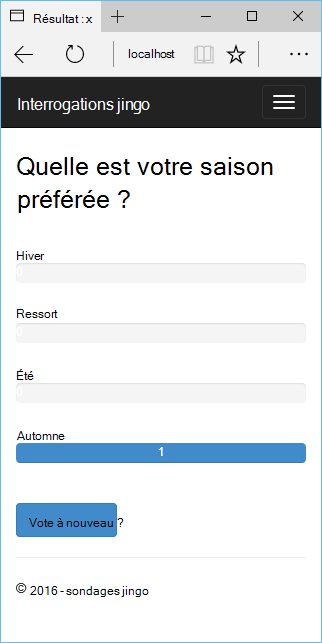 Résultat : x
localhost
Interrogations jingo
Quelle est votre saison
préférée ?
Hiver
0
Ressort
0
Été
0
Automne
1
Vote à nouveau ?
© 2016 - sondages jingo